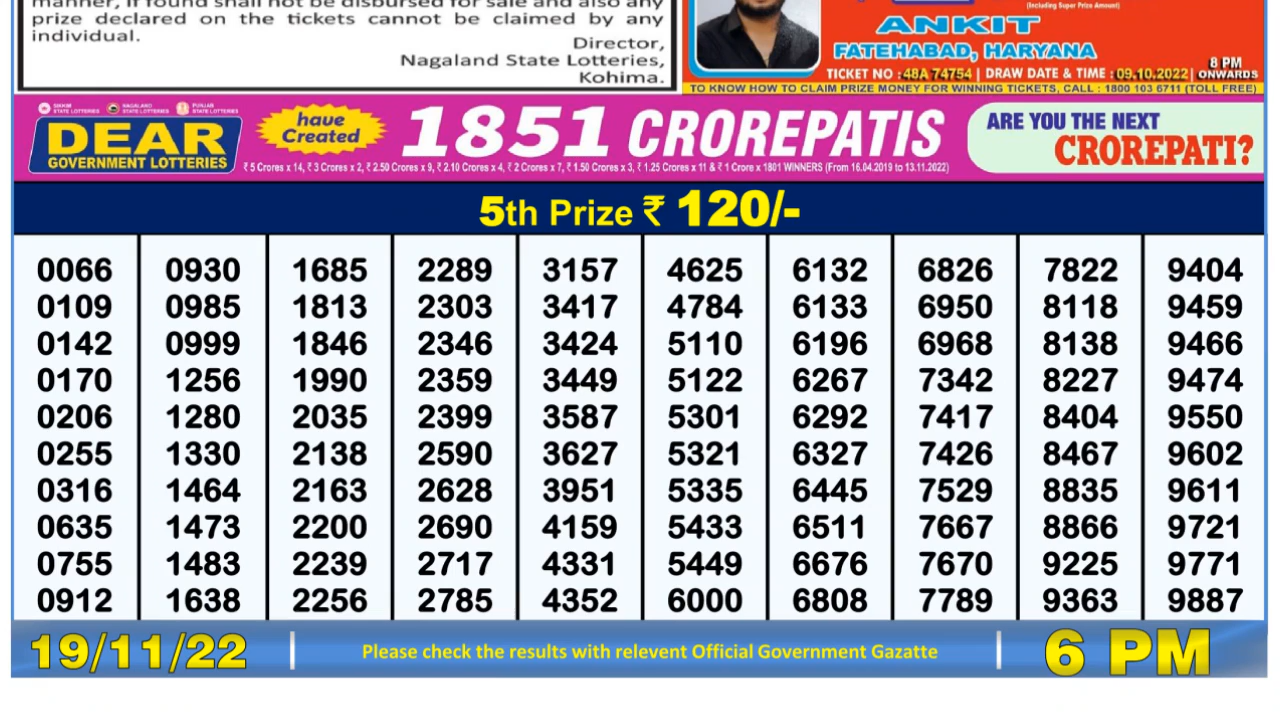 manner, if found shall not be disbursed for sale and also any
prize declared on the tickets cannot be claimed by any
individual.
Director,
Nagaland State Lotteries,
Kohima.
(Including Super Prize Amount)
ANKIT
FATEHABAD, HARYANA
TICKET NO :48A 74754 | DRAW DATE & TIME : 09.10.2022| 8 PM ONWARDS
TO KNOW HOW TO CLAIM PRIZE MONEY FOR WINNING TICKETS, CALL : 1800 103 6711 (TOLL FREE)
SIKKIM STATE LOTTERIES NAGALAND STATE LOTTERIES PUNJAB STATE LOTTERIES
DEAR
GOVERNMENT LOTTERIES
have
Created
1851 CROREPATIS
₹ 5 Crores x 14, ₹ 3 Crores x 2, ₹ 2.50 Crores x 9, ₹ 2.10 Crores x 4, ₹ 2 Crores x 7, ₹ 1.50 Crores x 3, ₹ 1.25 Crores x 11 & ₹ 1 Crore x 1801 WINNERS (From 16.04.2019 to 13.11.2022)
ARE YOU THE NEXT
CROREPATI?
5th Prize ₹ 120/-
0066 0930 1685 2289 3157 4625 6132 6826 7822 9404
0109 0985 1813 2303 3417 4784 6133 6950 8118 9459
0142 0999 1846 2346 3424 5110 6196 6968 8138 9466
0170 1256 1990 2359 3449 5122 6267 7342 8227 9474
0206 1280 2035 2399 3587 5301 6292 7417 8404 9550
0255 1330 2138 2590 3627 5321 6327 7426 8467 9602
0316 1464 2163 2628 3951 5335 6445 7529 8835 9611
0635 1473 2200 2690 4159 5433 6511 7667 8866 9721
0755 1483 2239 2717 4331 5449 6676 7670 9225 9771
0912 1638 2256 2785 4352 6000 6808 7789 9363 9887
19/11/22 Please check the results with relevent Official Government Gazatte 6 PM